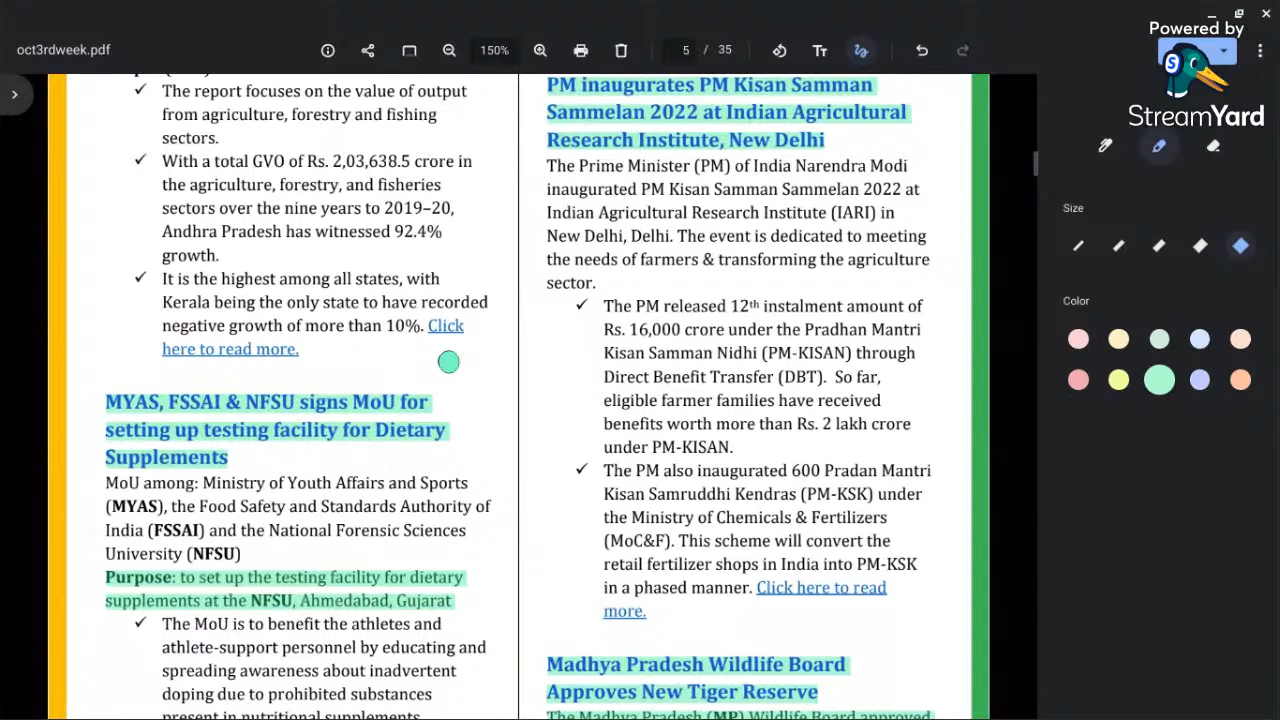 oct3rdweek.pdf
150%
5 / 35
Powered by
StreamYard
The report focuses on the value of output
from agriculture, forestry and fishing
sectors.
With a total GVO of Rs. 2,03,638.5 crore in
the agriculture, forestry, and fisheries
sectors over the nine years to 2019–20,
Andhra Pradesh has witnessed 92.4%
growth.
It is the highest among all states, with
Kerala being the only state to have recorded
negative growth of more than 10%. Click
here to read more.
MYAS, FSSAI & NFSU signs MoU for
setting up testing facility for Dietary
Supplements
MoU among: Ministry of Youth Affairs and Sports
(MYAS), the Food Safety and Standards Authority of
India (FSSAI) and the National Forensic Sciences
University (NFSU)
Purpose: to set up the testing facility for dietary
supplements at the NFSU, Ahmedabad, Gujarat
The MoU is to benefit the athletes and
athlete-support personnel by educating and
spreading awareness about inadvertent
doping due to prohibited substances
present in nutritional supplements
PM inaugurates PM Kisan Samman
Sammelan 2022 at Indian Agricultural
Research Institute, New Delhi
The Prime Minister (PM) of India Narendra Modi
inaugurated PM Kisan Samman Sammelan 2022 at
Indian Agricultural Research Institute (IARI) in
New Delhi, Delhi. The event is dedicated to meeting
the needs of farmers & transforming the agriculture
sector.
The PM released 12th instalment amount of
Rs. 16,000 crore under the Pradhan Mantri
Kisan Samman Nidhi (PM-KISAN) through
Direct Benefit Transfer (DBT). So far,
eligible farmer families have received
benefits worth more than Rs. 2 lakh crore
under PM-KISAN.
The PM also inaugurated 600 Pradan Mantri
Kisan Samruddhi Kendras (PM-KSK) under
the Ministry of Chemicals & Fertilizers
(MoC&F). This scheme will convert the
retail fertilizer shops in India into PM-KSK
in a phased manner. Click here to read
more.
Madhya Pradesh Wildlife Board
Approves New Tiger Reserve
The Madhya Pradesh (MP) Wildlife Board approved
Size
Color